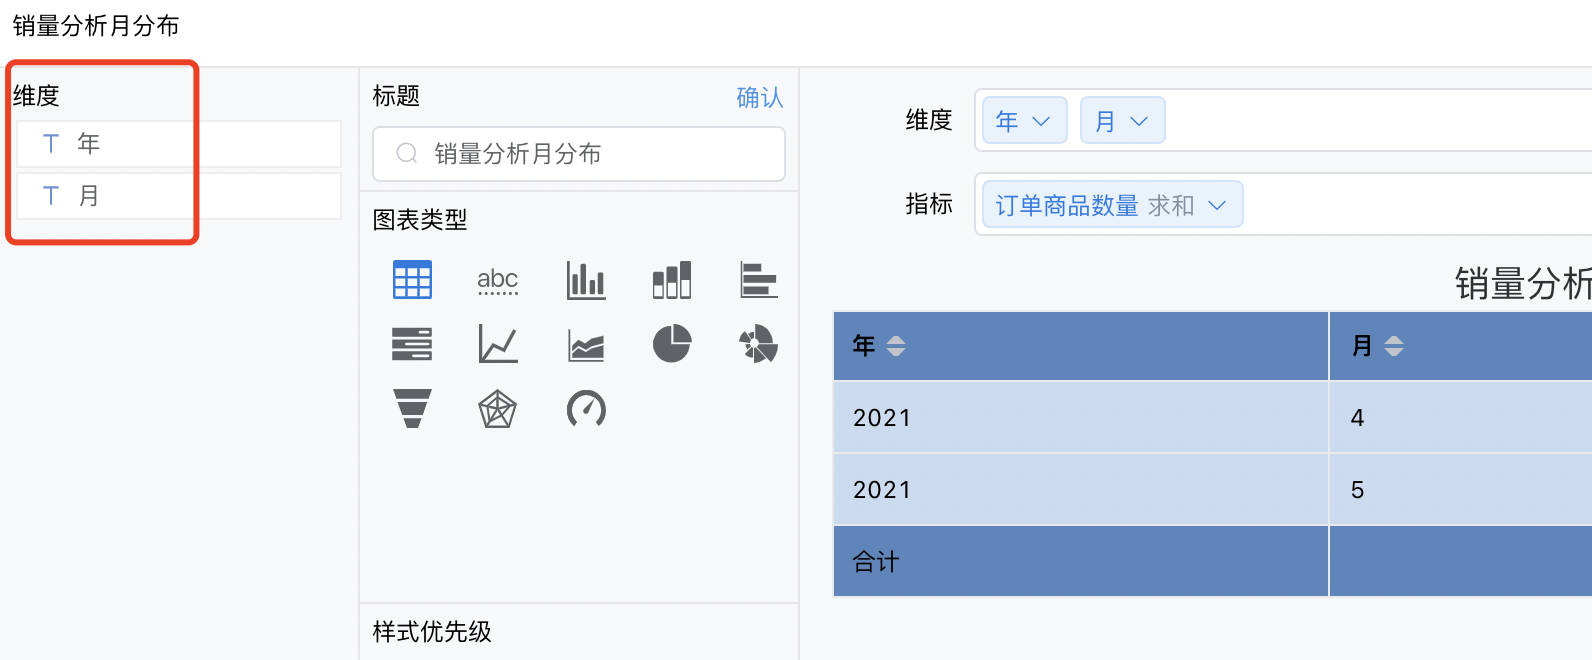 销量分析月分布
维度
T 年
T 月
标题 确认
销量分析月分布
图表类型
abc
样式优先级
维度 年 月
指标 订单商品数量 求和
销量分析
年 月
2021 4
2021 5
合计